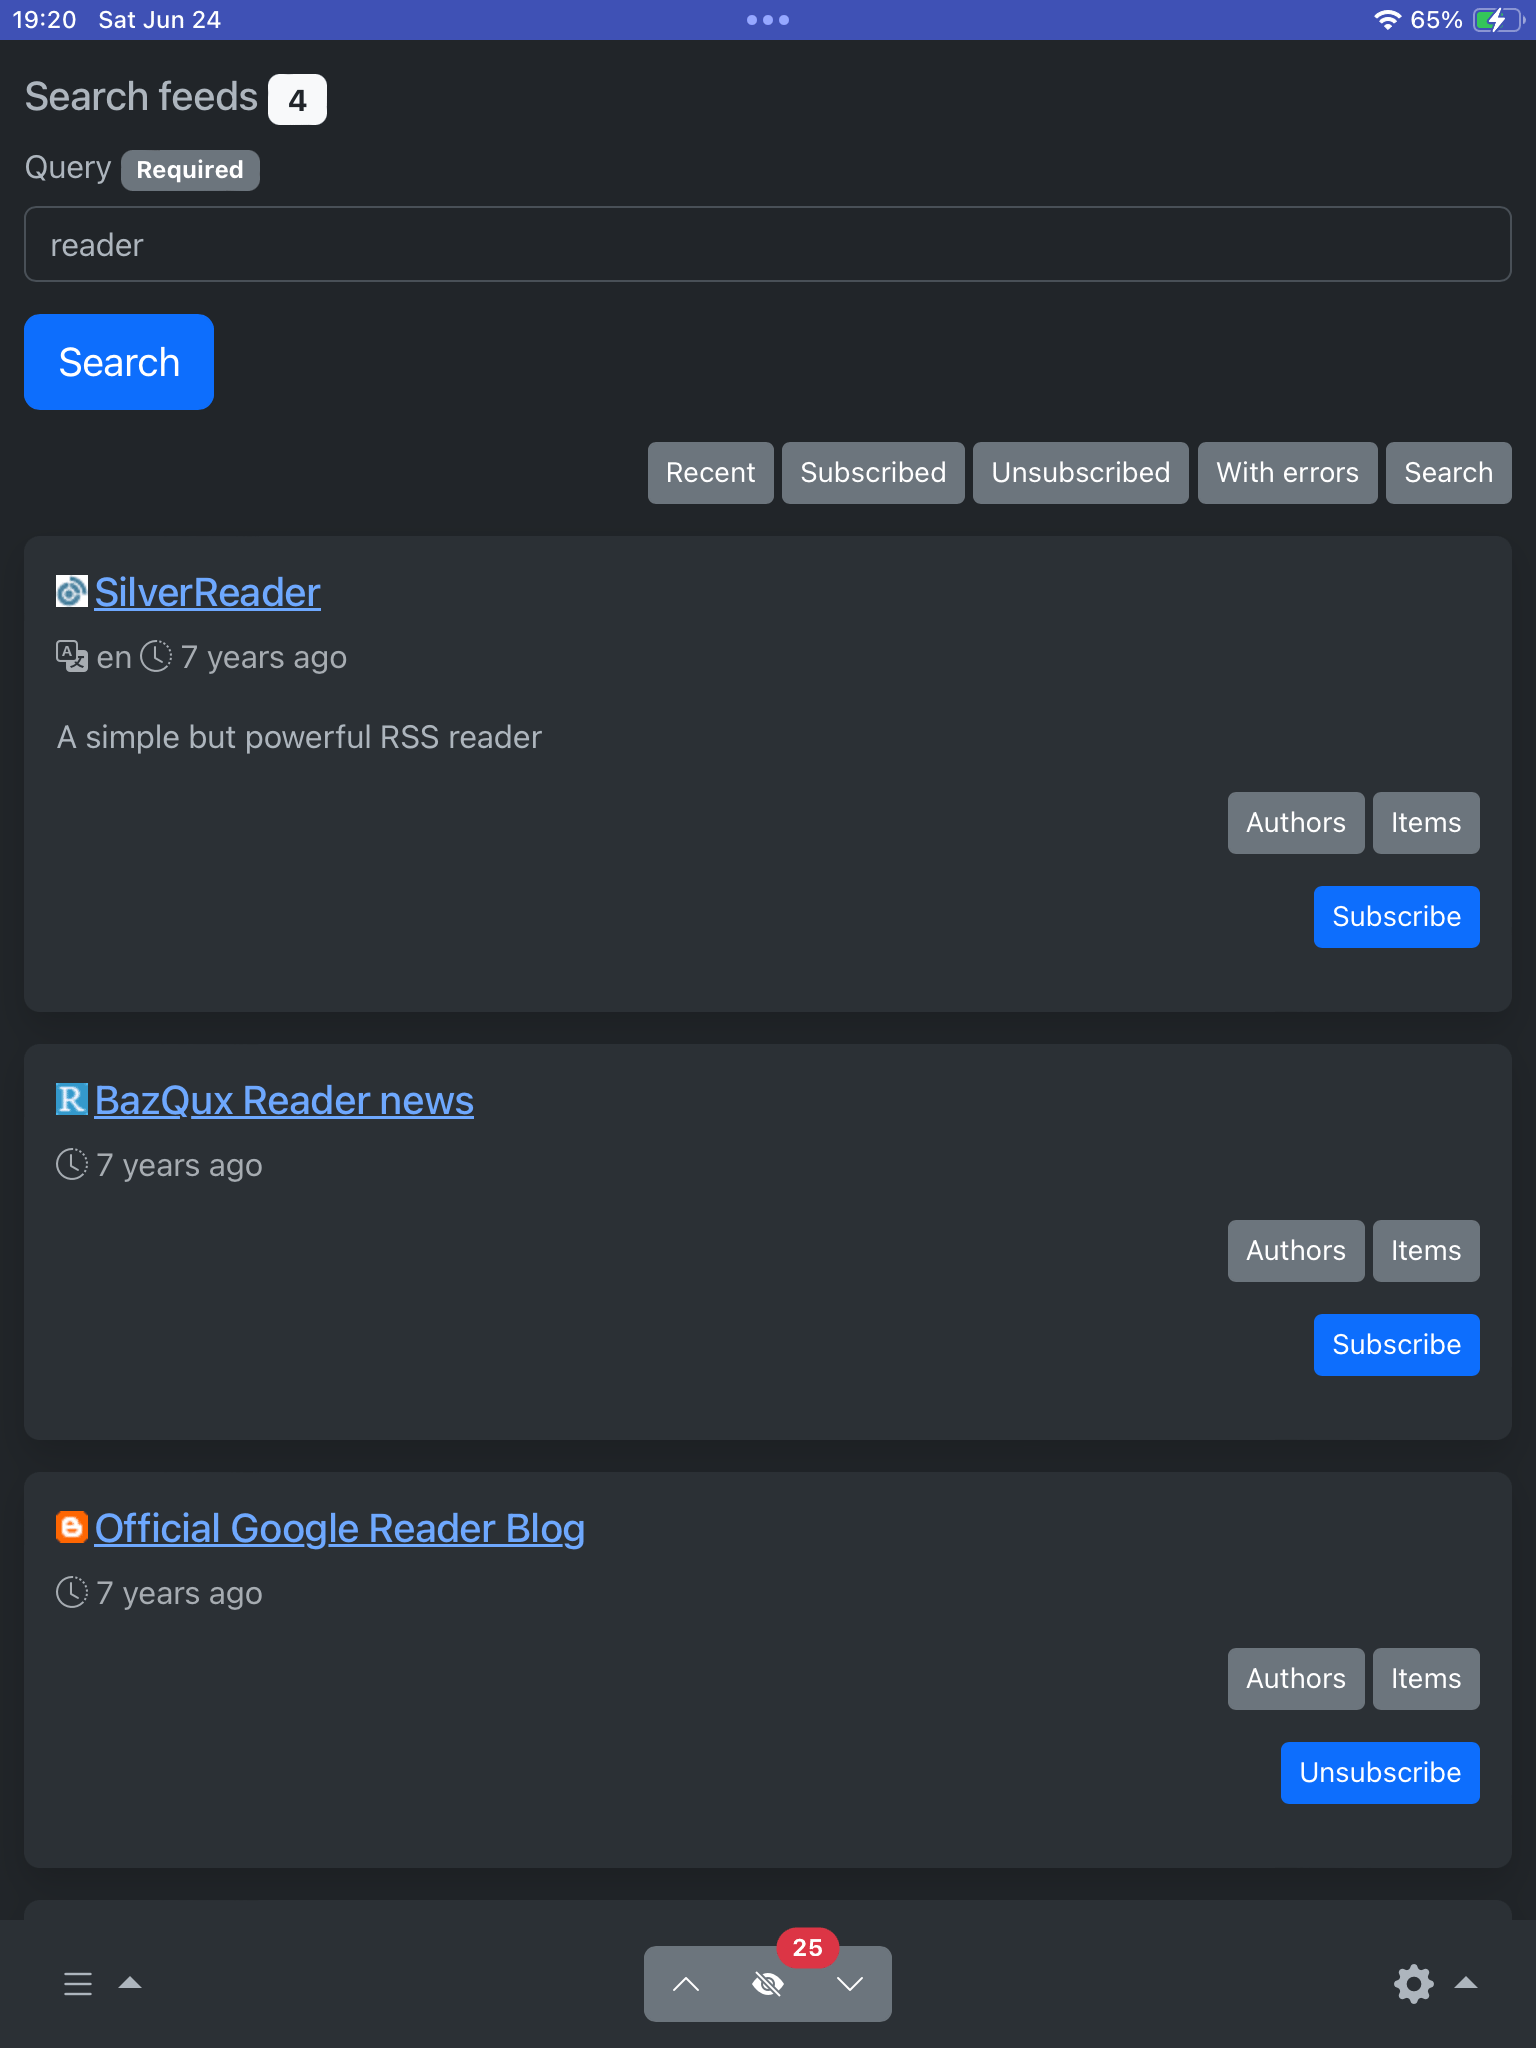 19:20 Sat Jun 24 65%
Search feeds 4
Query Required
reader
Search
Recent Subscribed Unsubscribed With errors Search
SilverReader
en 7 years ago
A simple but powerful RSS reader
Authors Items
Subscribe
R BazQux Reader news
7 years ago
Authors Items
Subscribe
Official Google Reader Blog
7 years ago
Authors Items
Unsubscribe
25